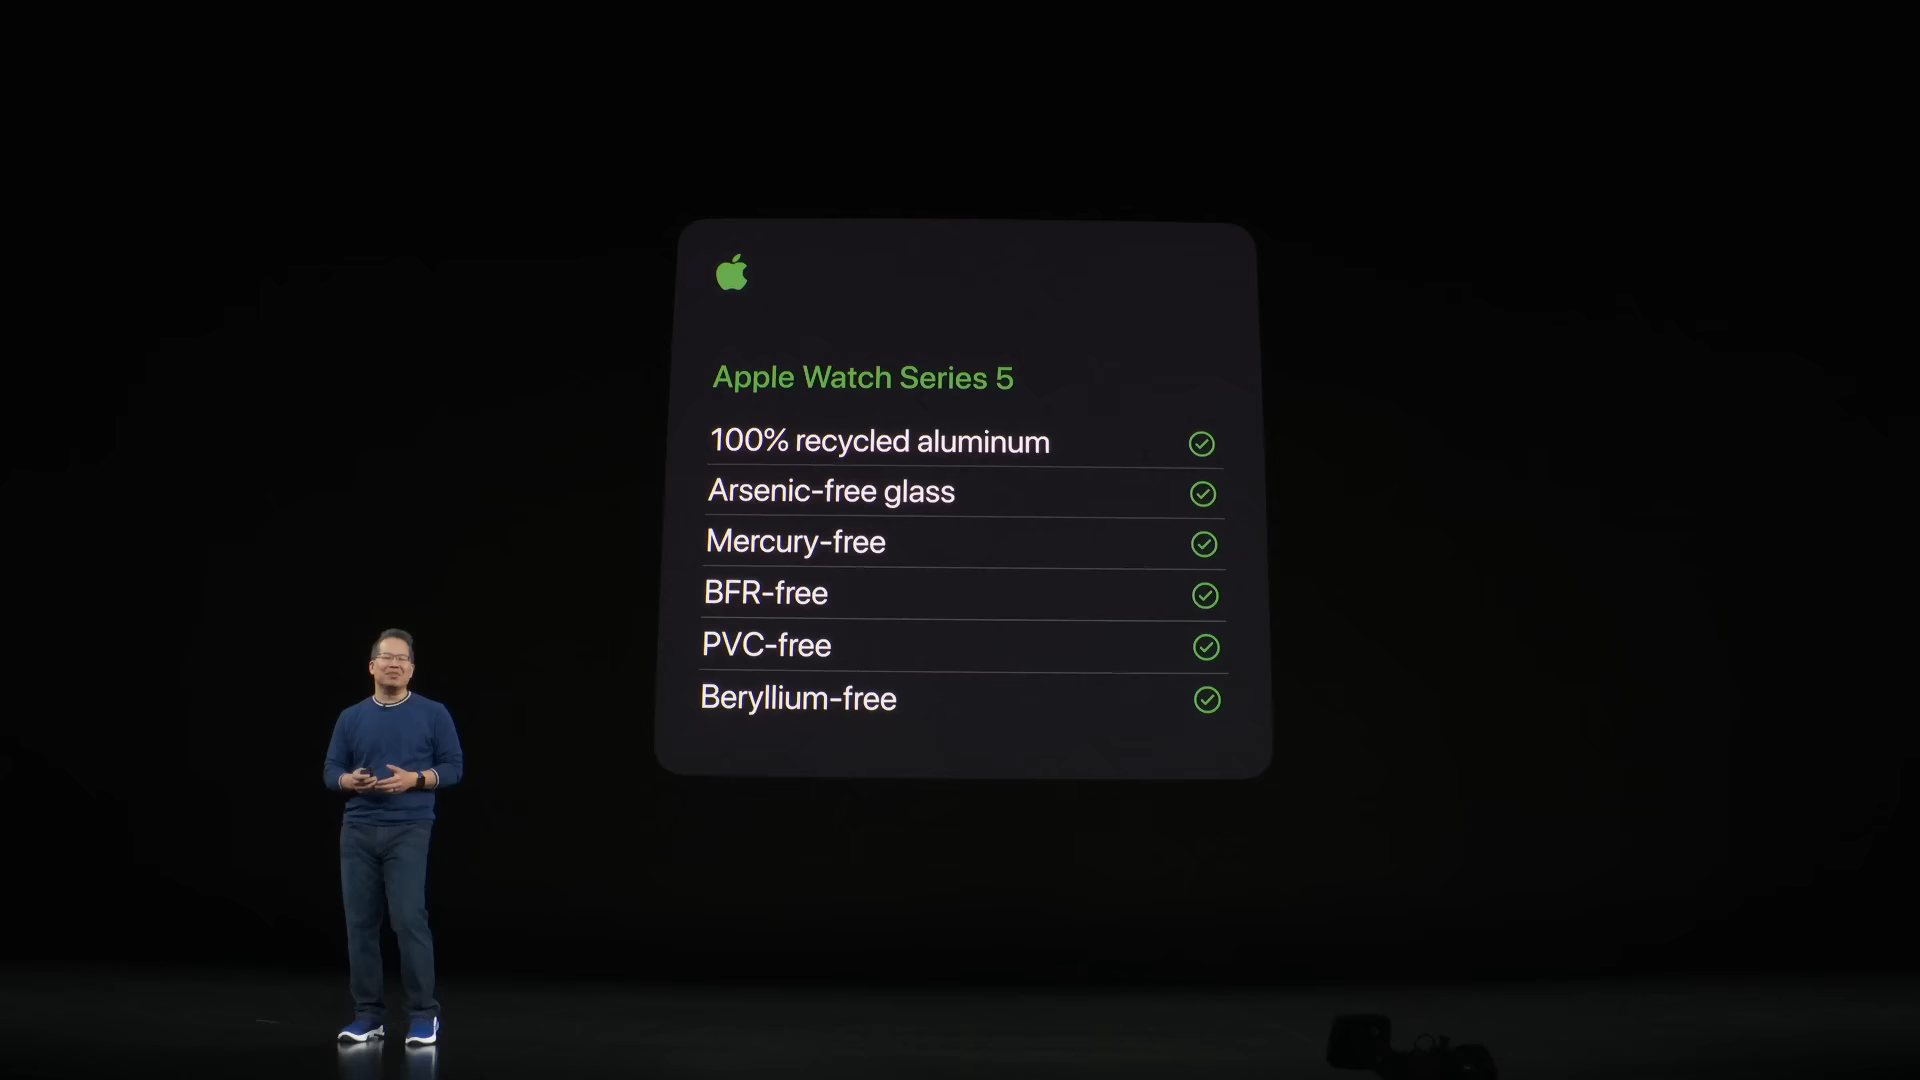 Apple Watch Series 5
100% recycled aluminum
Arsenic-free glass
Mercury-free
BFR-free
PVC-free
Beryllium-free